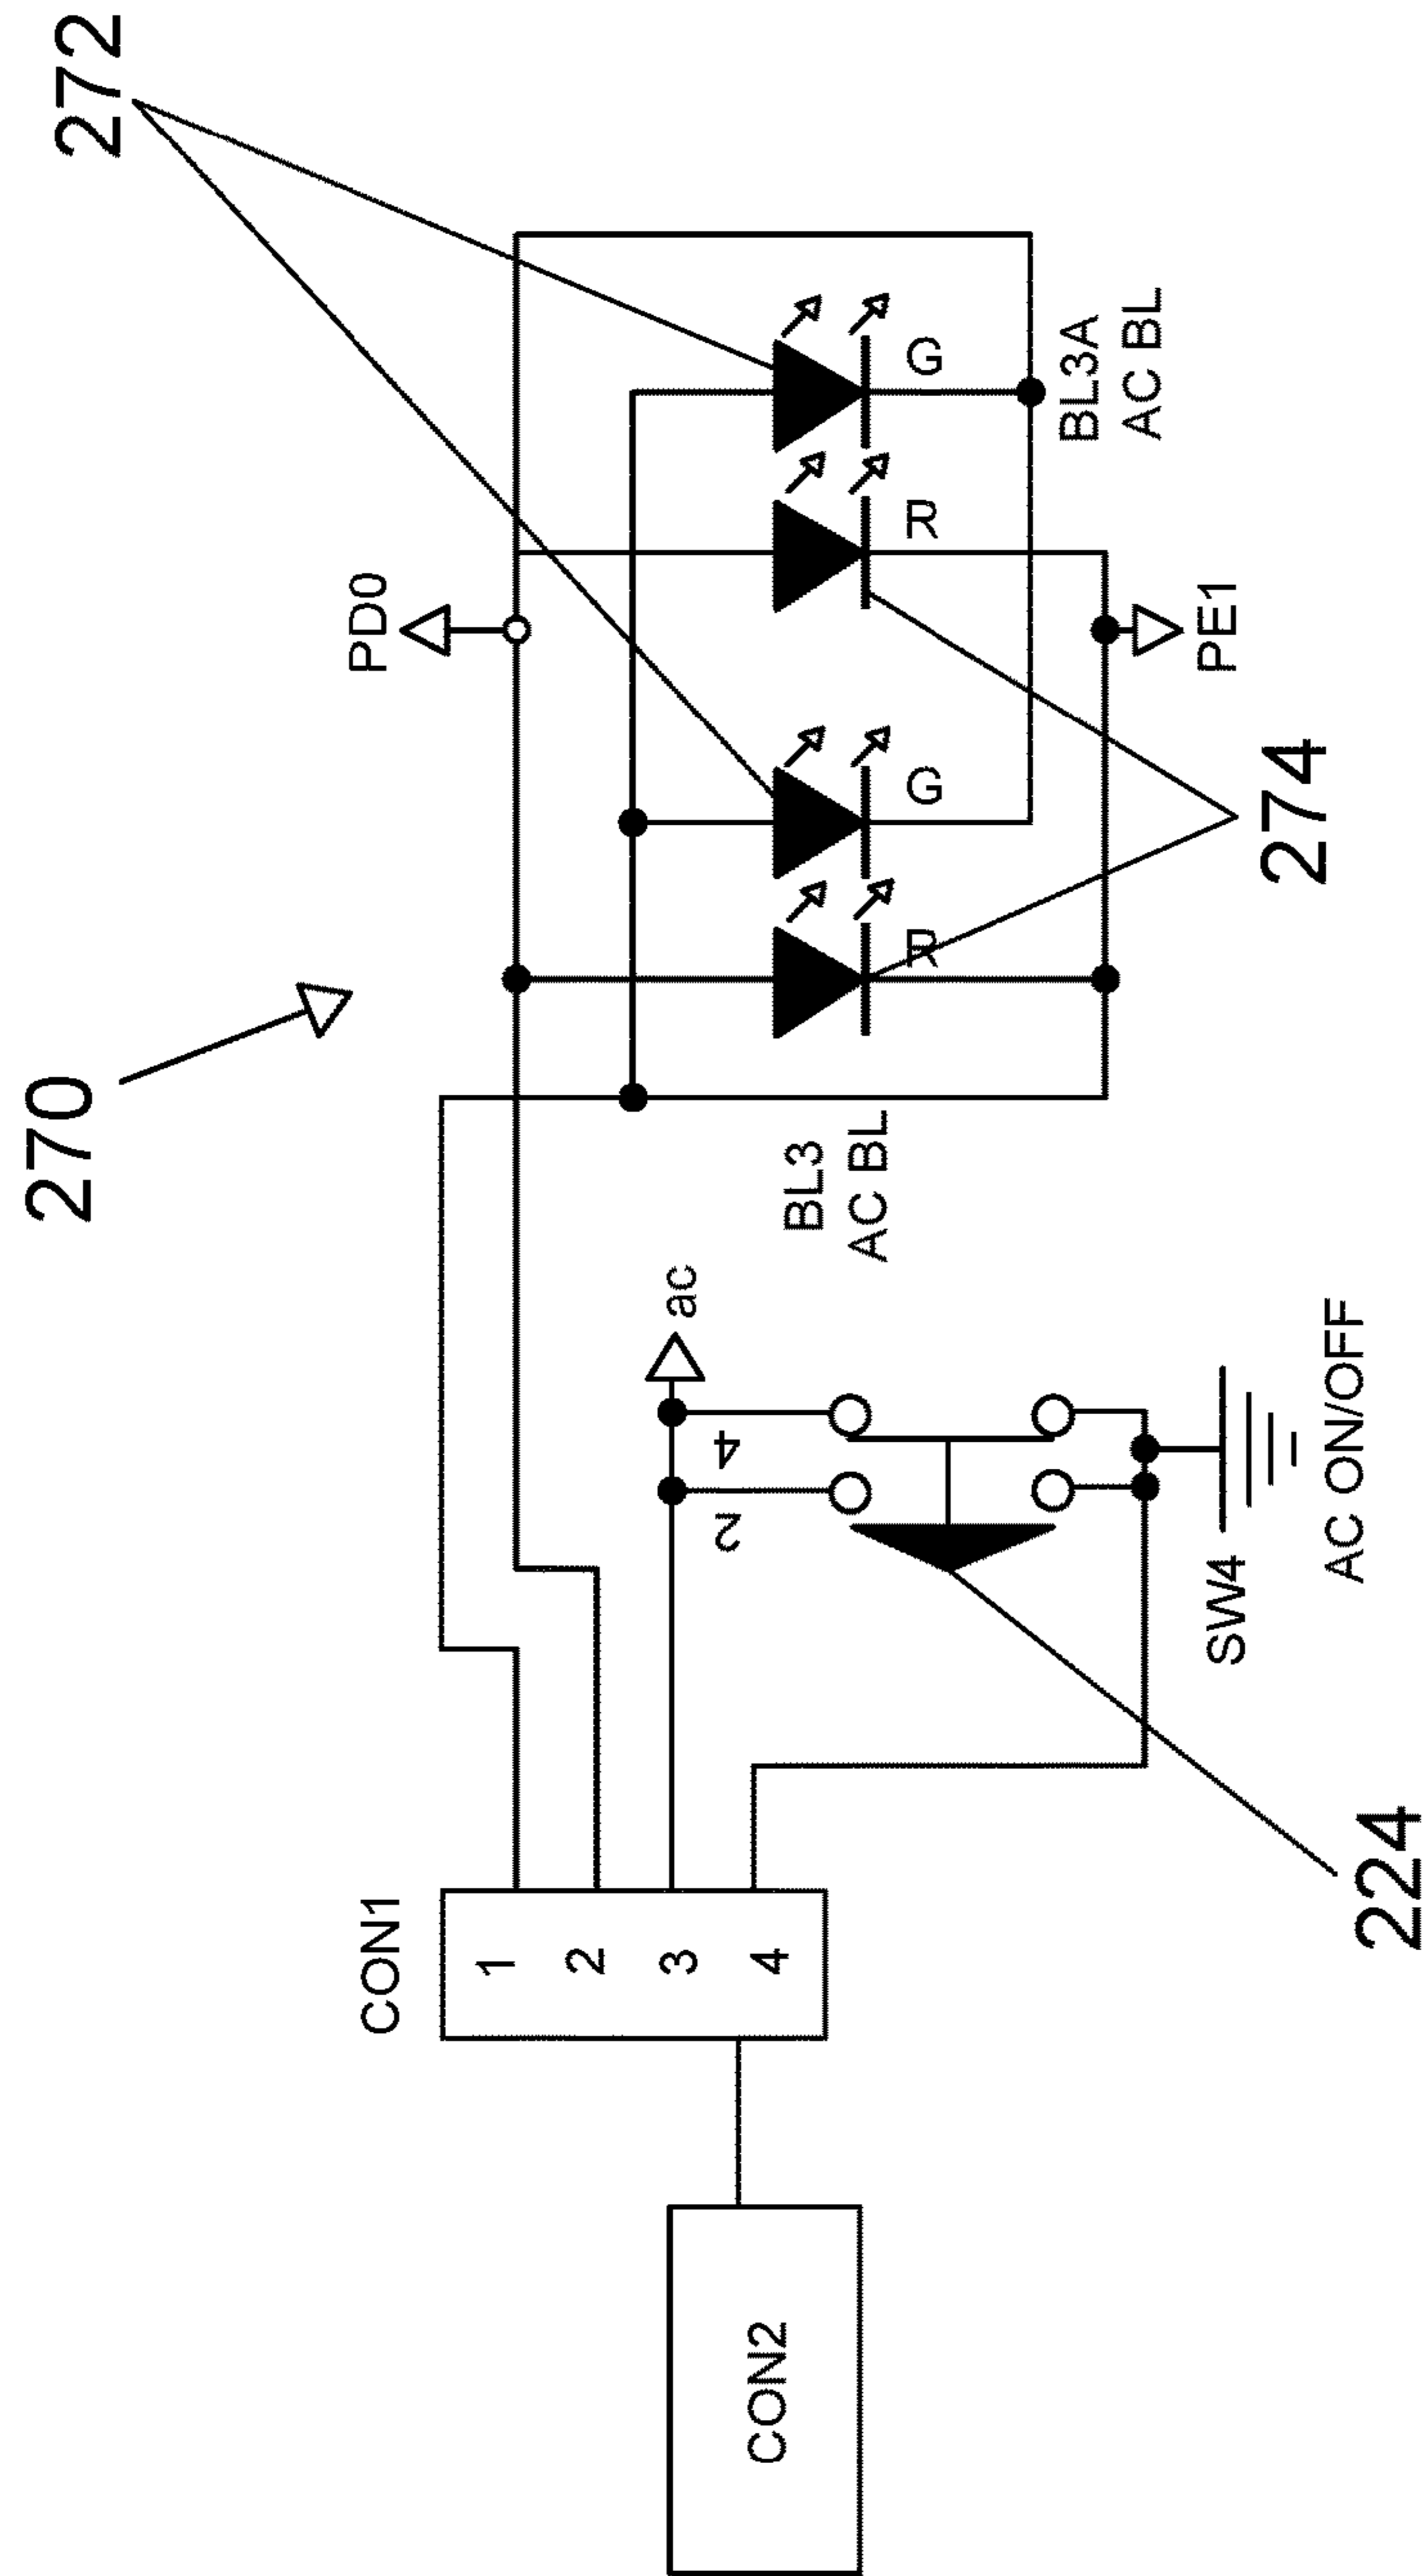 270
272
CON1
PD0
1
2
3
4
ac
2
4
CON2
BL3
AC BL
R
G
R
G
BL3A
AC BL
PE1
SW4
AC ON/OFF
274
224